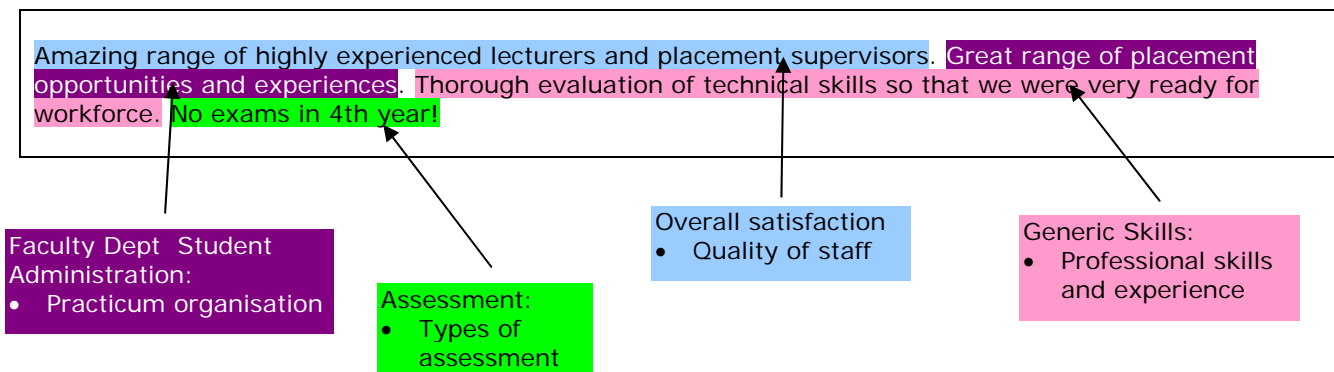 Amazing range of highly experienced lecturers and placement supervisors. Great range of placement
opportunities and experiences. Thorough evaluation of technical skills so that we were very ready for
workforce. No exams in 4th year!
Faculty Dept Student
Administration:
• Practicum organisation
Assessment:
• Types of
assessment
Overall satisfaction
• Quality of staff
Generic Skills:
• Professional skills
and experience